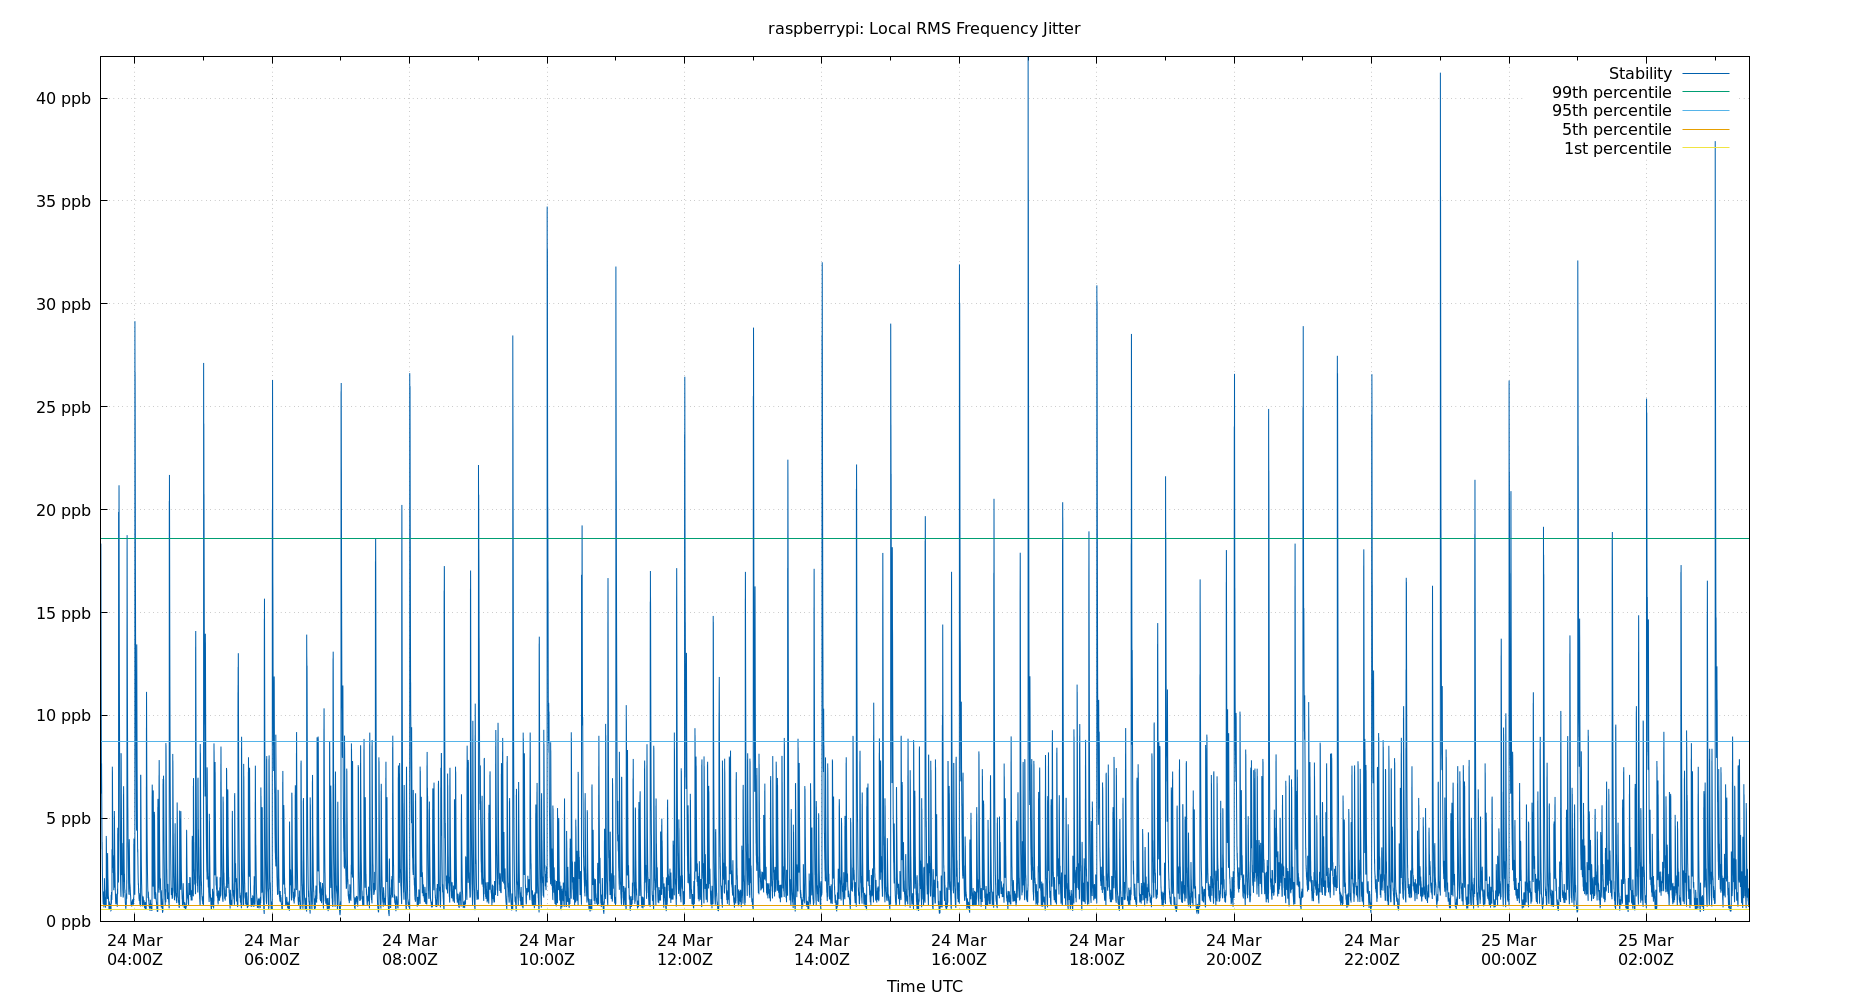 raspberrypi: Local RMS Frequency Jitter
Stability
99th percentile
95th percentile
5th percentile
1st percentile
40 ppb
35 ppb
30 ppb
25 ppb
20 ppb
15 ppb
10 ppb
5 ppb
0 ppb
24 Mar 24 Mar 24 Mar 24 Mar 24 Mar 24 Mar 24 Mar 24 Mar 24 Mar 24 Mar 25 Mar 25 Mar
04:00Z 06:00Z 08:00Z 10:00Z 12:00Z 14:00Z 16:00Z 18:00Z 20:00Z 22:00Z 00:00Z 02:00Z
Time UTC